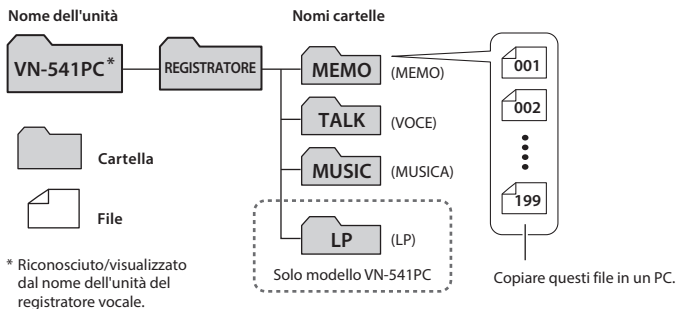 Nome dell'unità
Nomi cartelle
VN-541PC*
REGISTRATORE
MEMO (MEMO)
TALK (VOCE)
MUSIC (MUSICA)
LP (LP)
Solo modello VN-541PC
001
002
199
Copiare questi file in un PC.
Cartella
File
* Riconosciuto/visualizzato
dal nome dell'unità del
registratore vocale.